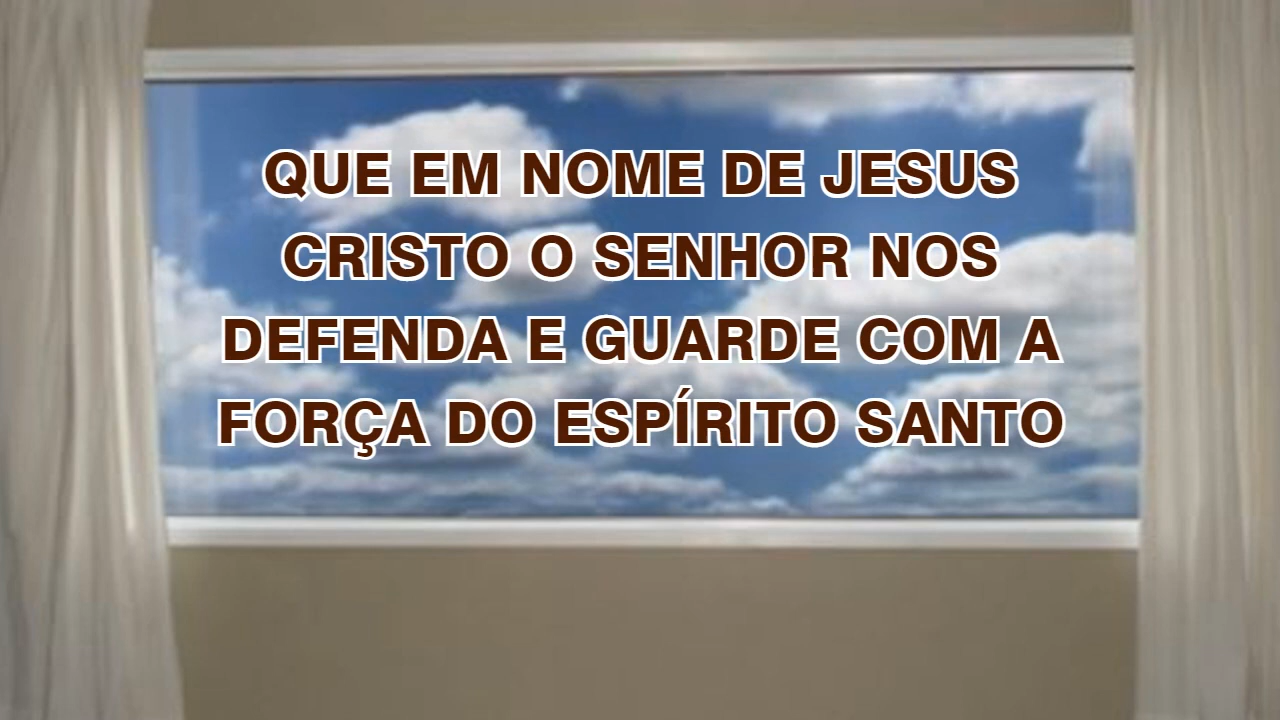 QUE EM NOME DE JESUS
CRISTO O SENHOR NOS
DEFENDA E GUARDE COM A
FORÇA DO ESPÍRITO SANTO